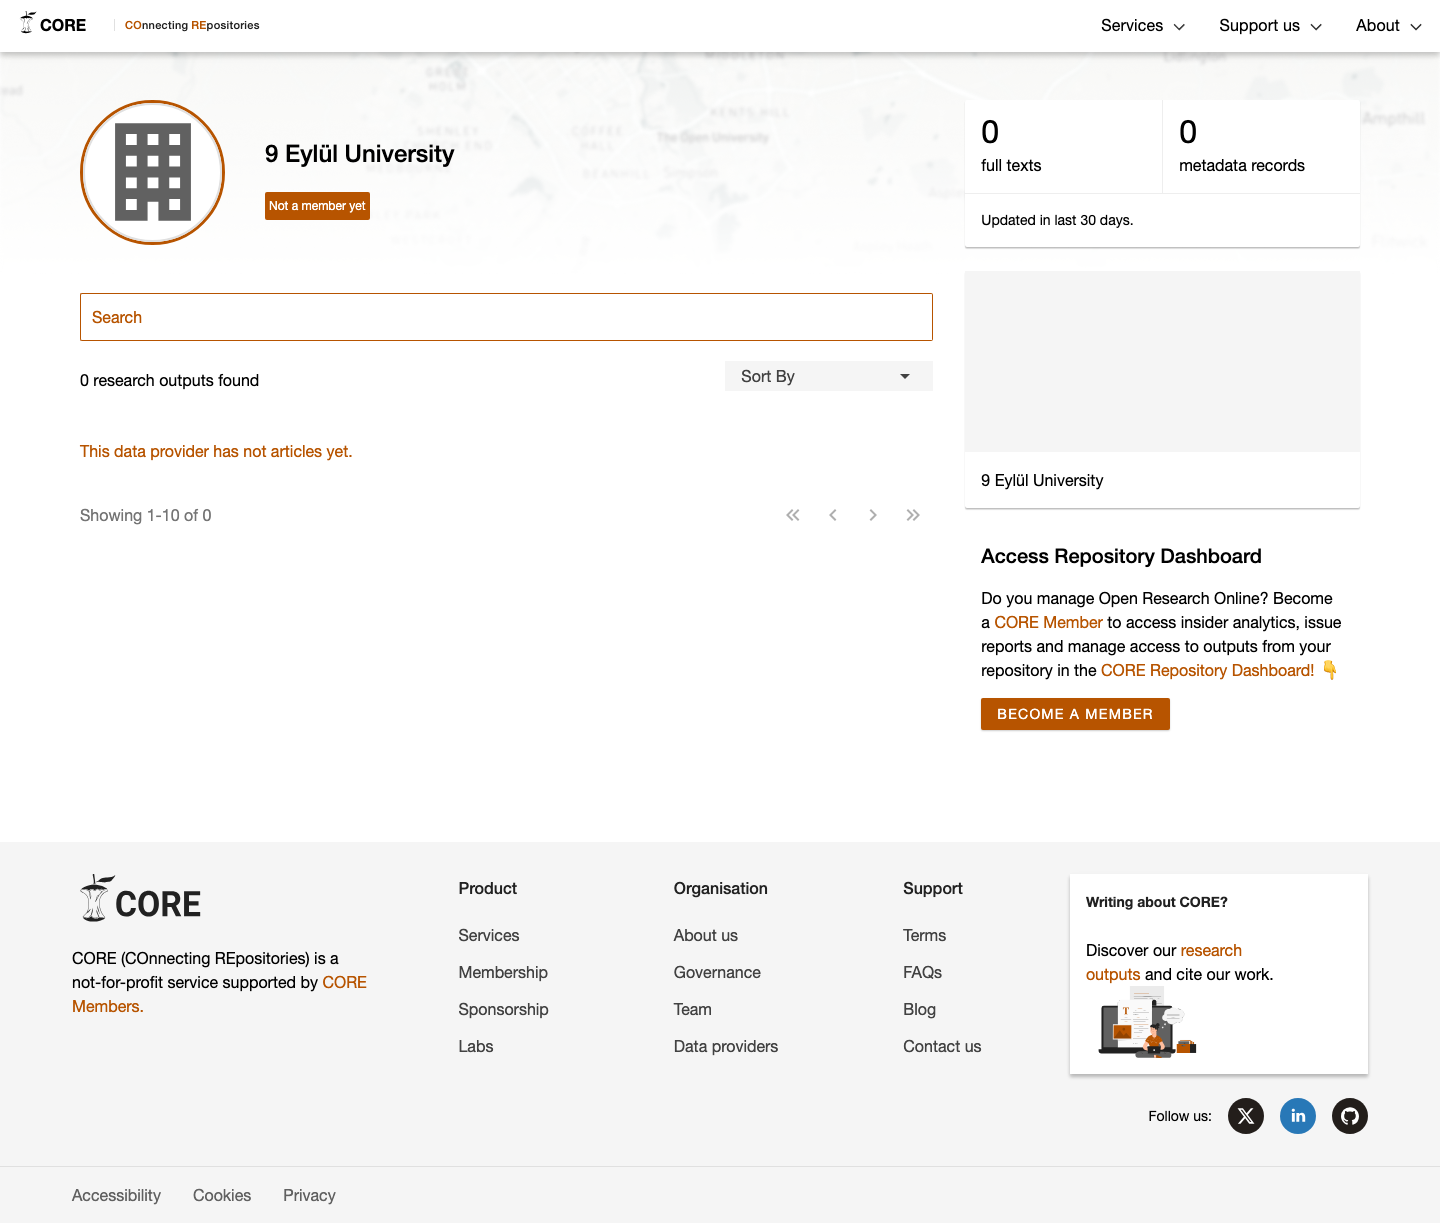 CORE
COnnecting REpositories
Services
Support us
About
9 Eylül University
Not a member yet
0
full texts
0
metadata records
Updated in last 30 days.
Search
0 research outputs found
Sort By
This data provider has not articles yet.
Showing 1-10 of 0
9 Eylül University
Access Repository Dashboard
Do you manage Open Research Online? Become
a CORE Member to access insider analytics, issue
reports and manage access to outputs from your
repository in the CORE Repository Dashboard! 👇
BECOME A MEMBER
CORE
CORE (COnnecting REpositories) is a
not-for-profit service supported by CORE
Members.
Product
Services
Membership
Sponsorship
Labs
Organisation
About us
Governance
Team
Data providers
Support
Terms
FAQs
Blog
Contact us
Writing about CORE?
Discover our research
outputs and cite our work.
Follow us:
Accessibility
Cookies
Privacy